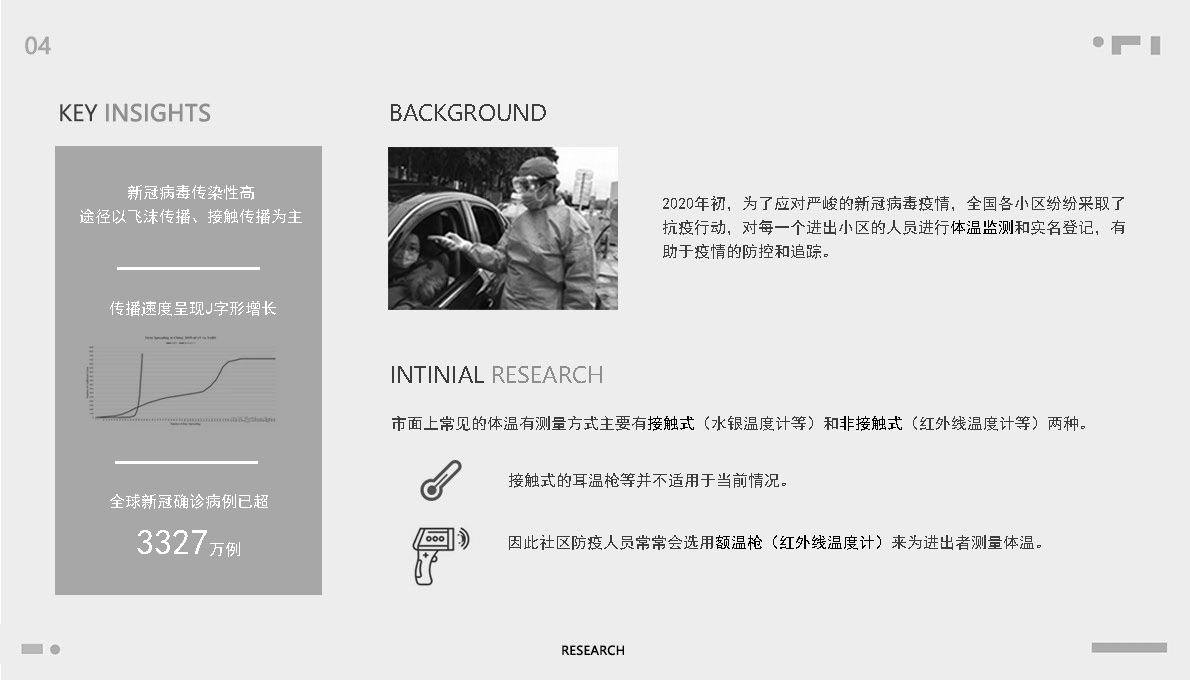 04
KEY INSIGHTS
新冠病毒传染性高
途径以飞沫传播、接触传播为主
传播速度呈现J字形增长
全球新冠确诊病例已超
3327万例
BACKGROUND
2020年初，为了应对严峻的新冠病毒疫情，全国各小区纷纷采取了
抗疫行动，对每一个进出小区的人员进行体温监测和实名登记，有
助于疫情的防控和追踪。
INTINIAL RESEARCH
市面上常见的体温有测量方式主要有接触式（水银温度计等）和非接触式（红外线温度计等）两种。
接触式的耳温枪等并不适用于当前情况。
因此社区防疫人员常常会选用额温枪（红外线温度计）来为进出者测量体温。
RESEARCH